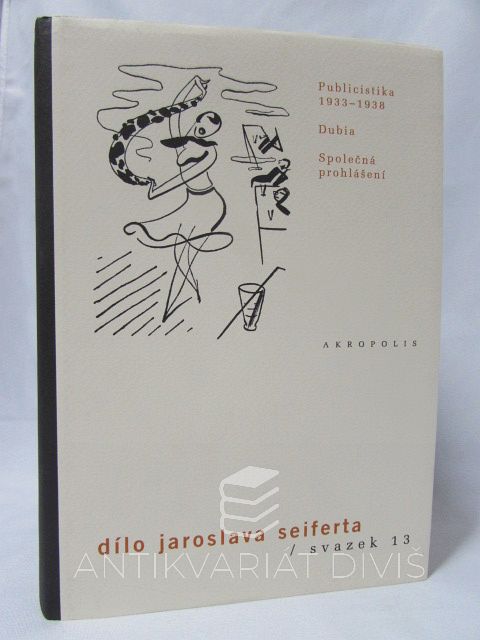 Publicistika
1933–1938
Dubia
Společná
prohlášení
AKROPOLIS
dílo jaroslava seiferta
/ svazek 13
ANTIKVARIÁT DIVIŠ